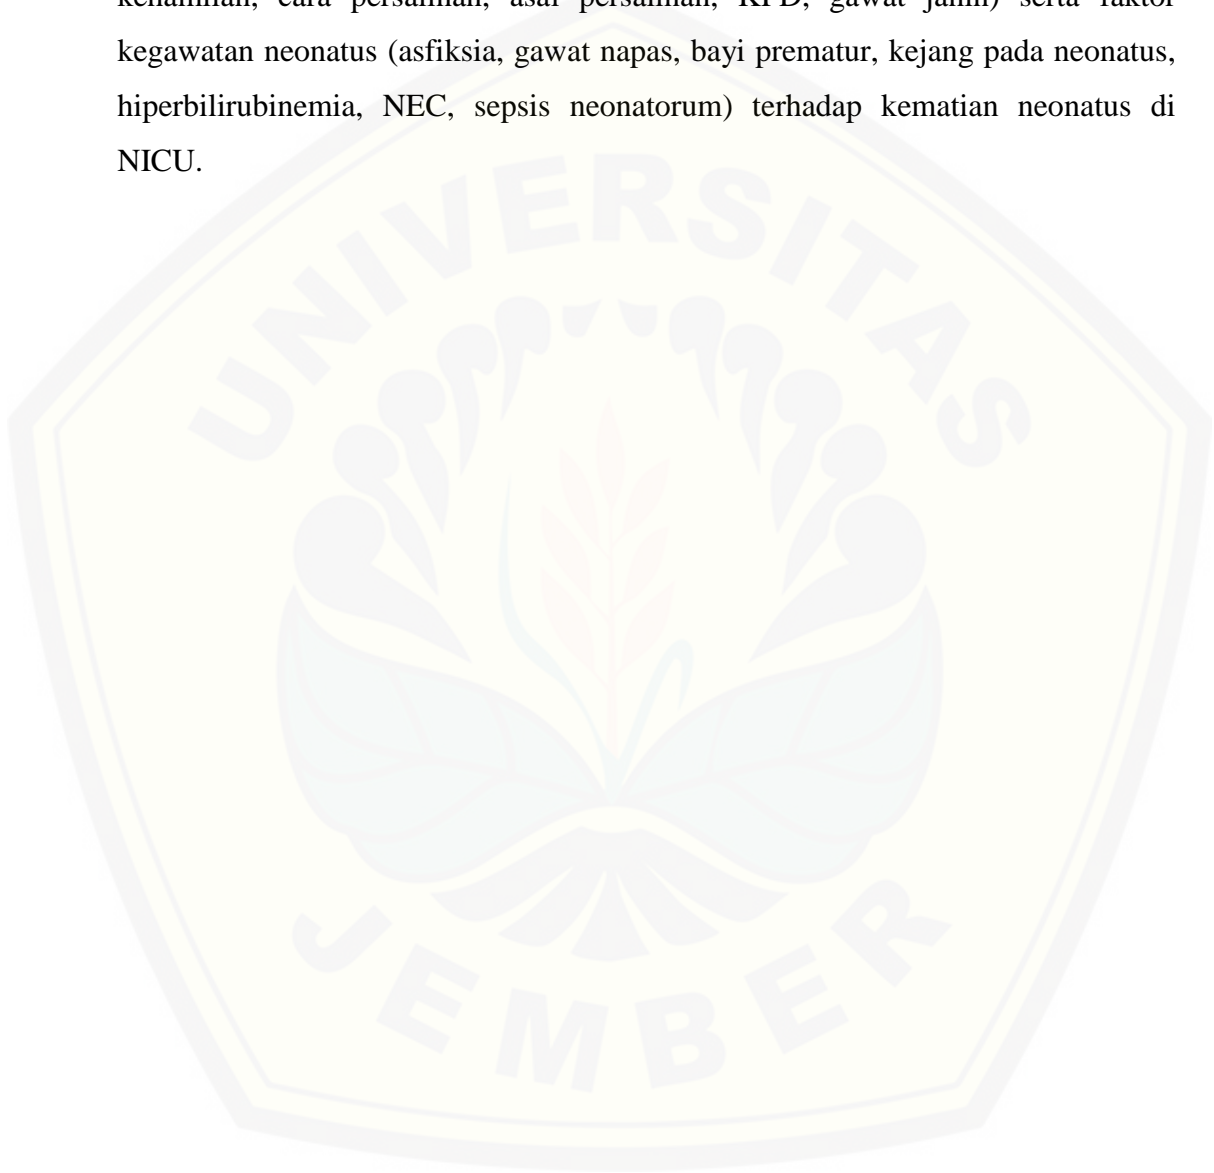 kehamilan, cara persalinan, asal persalinan, KPD, gawat janin) serta faktor
kegawatan neonatus (asfiksia, gawat napas, bayi prematur, kejang pada neonatus,
hiperbilirubinemia, NEC, sepsis neonatorum) terhadap kematian neonatus di
NICU.
UNIVERSITAS
JEMBER